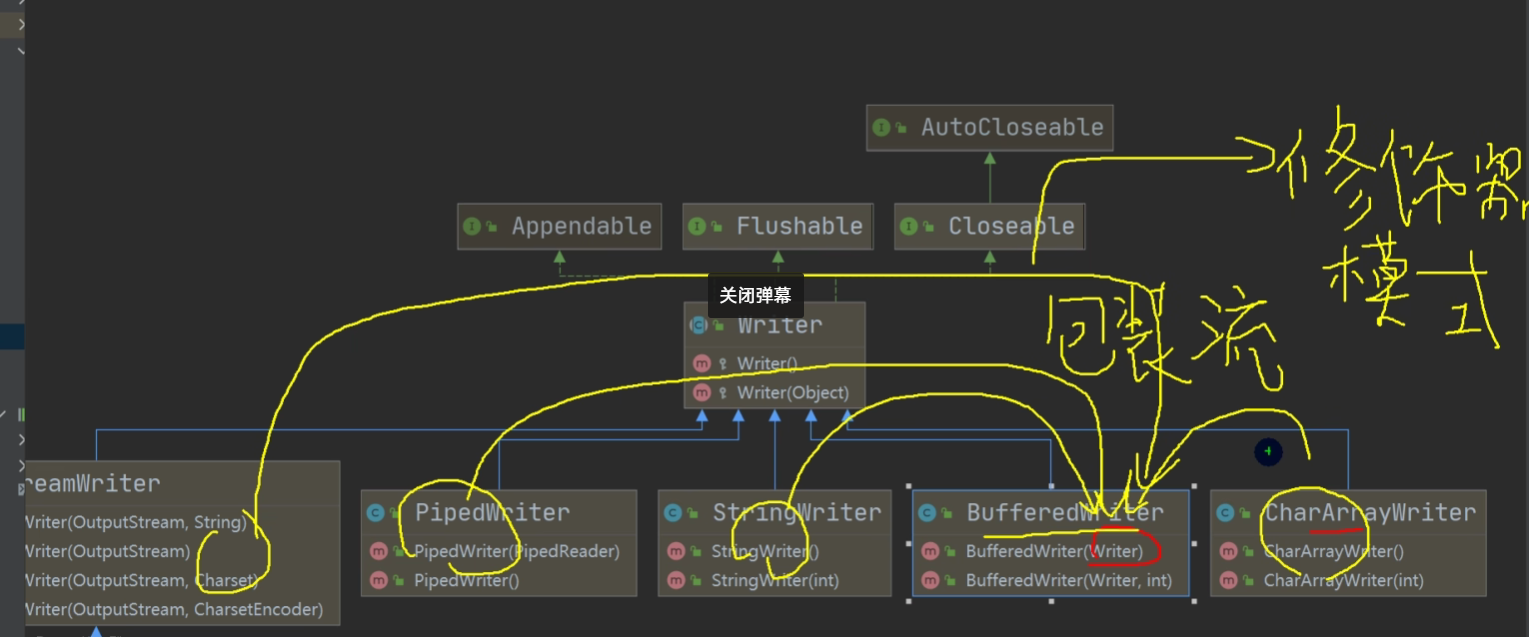 AutoCloseable
Appendable
Flushable
Closeable
修饰器
模式
关闭弹幕
包装流
Writer
Writer()
Writer(Object)
reamWriter
Writer(OutputStream, String)
Writer(OutputStream)
Writer(OutputStream, Charset)
Writer(OutputStream, CharsetEncoder)
PipedWriter
PipedWriter(PipedReader)
PipedWriter()
StringWriter
StringWriter()
StringWriter(int)
BufferedWriter
BufferedWriter(Writer)
BufferedWriter(Writer, int)
CharArrayWriter
CharArrayWriter()
CharArrayWriter(int)